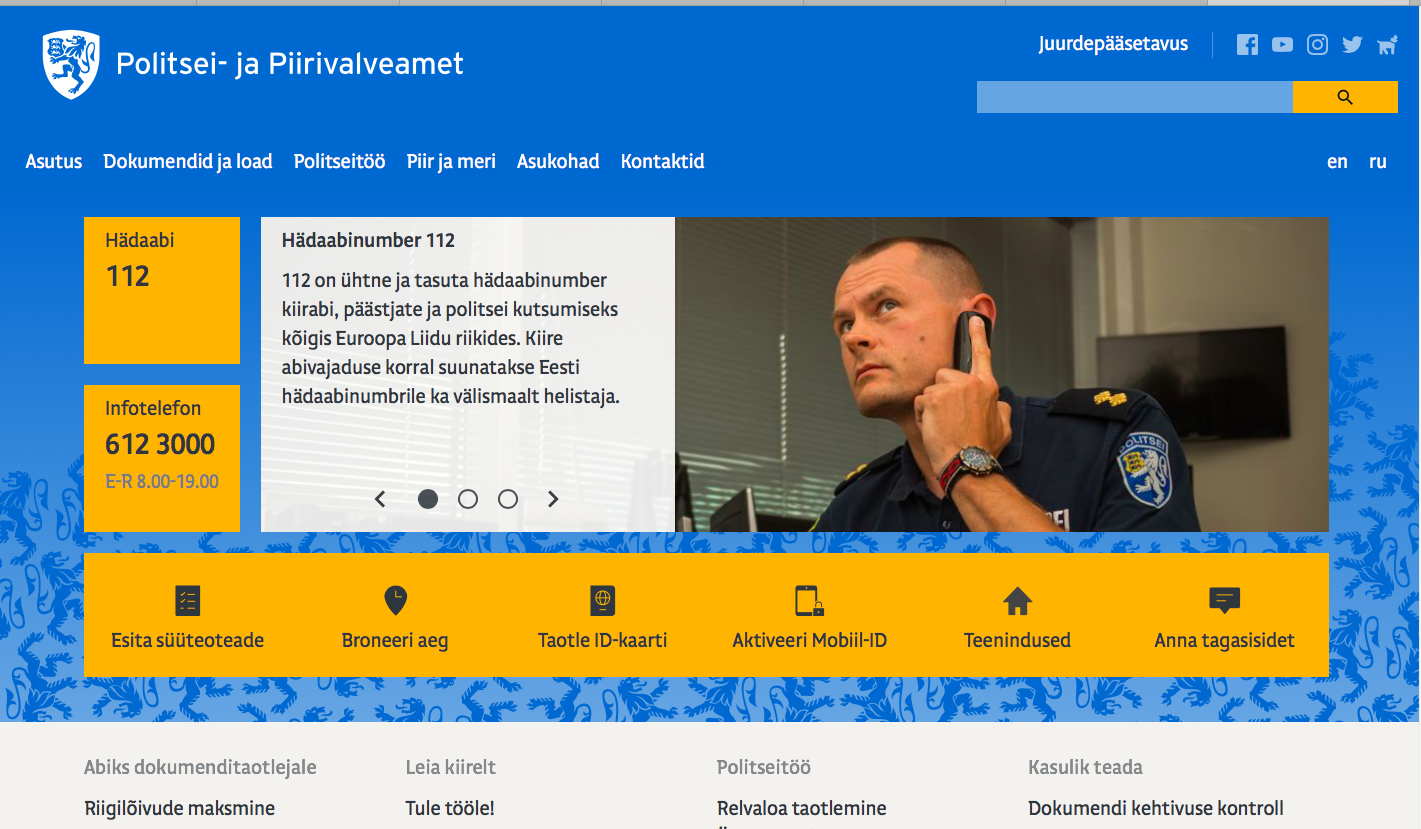 Politsei- ja Piirivalveamet
Juurdepääsetavus
Asutus Dokumendid ja load Politseitöö Piir ja meri Asukohad Kontaktid
en ru
Hädaabi
112
Infotelefon
612 3000
E-R 8.00-19.00
Hädaabinumber 112
112 on ühtne ja tasuta hädaabinumber
kiirabi, päästjate ja politsei kutsumiseks
kõigis Euroopa Liidu riikides. Kiire
abivajaduse korral suunatakse Eesti
hädaabinumbrile ka välismaalt helistaja.
POLITSEI
Esita süüteoteade
Broneeri aeg
Taotle ID-kaarti
Aktiveeri Mobiil-ID
Teenindused
Anna tagasisidet
Abiks dokumenditaotlejale
Riigilõivude maksmine
Leia kiirelt
Tule tööle!
Politseitöö
Relvaloa taotlemine
Kasulik teada
Dokumendi kehtivuse kontroll